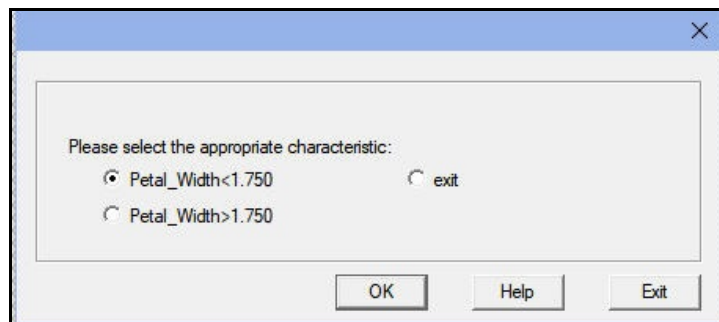 Please select the appropriate characteristic:
Petal_Width<1.750 exit
Petal_Width>1.750
OK Help Exit